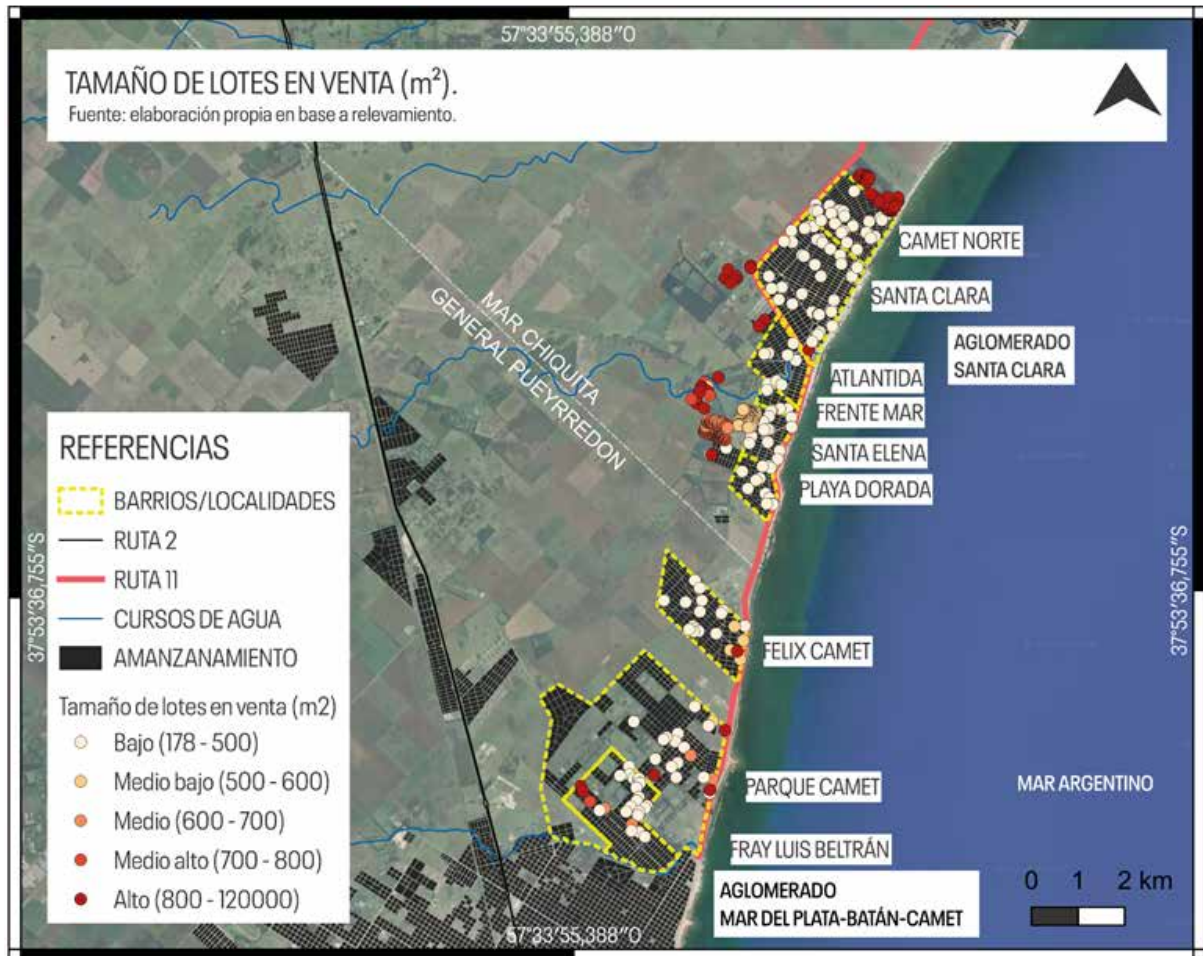 57°33'55,388"O
TAMAÑO DE LOTES EN VENTA (m²).
Fuente: elaboración propia en base a relevamiento.
CAMET NORTE
SANTA CLARA
AGLOMERADO
SANTA CLARA
MAR CHIQUITA
GENERAL PUEYRREDON
ATLANTIDA
FRENTE MAR
SANTA ELENA
PLAYA DORADA
REFERENCIAS
BARRIOS/LOCALIDADES
RUTA 2
RUTA 11
CURSOS DE AGUA
AMANZANAMIENTO
Tamaño de lotes en venta (m2)
Bajo (178 - 500)
Medio bajo (500 - 600)
Medio (600 - 700)
Medio alto (700 - 800)
Alto (800 - 120000)
37°53'36,755"S
37°53'36,755"S
FELIX CAMET
PARQUE CAMET
MAR ARGENTINO
FRAY LUIS BELTRÁN
AGLOMERADO
MAR DEL PLATA-BATÁN-CAMET
0 1 2 km
57°33'55,388"O